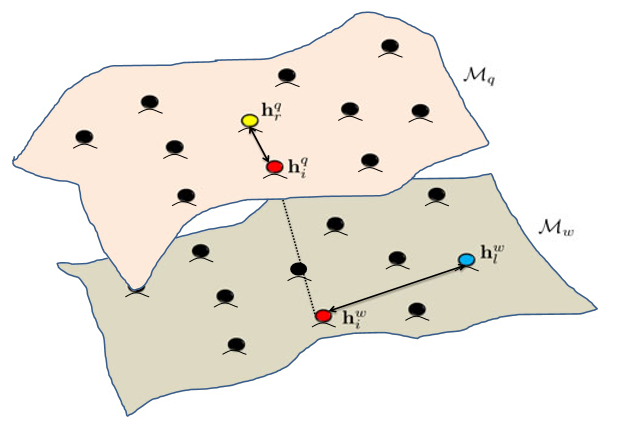 ℳ_q
𝐡_r^q
𝐡_i^q
ℳ_w
𝐡_l^w
𝐡_i^w